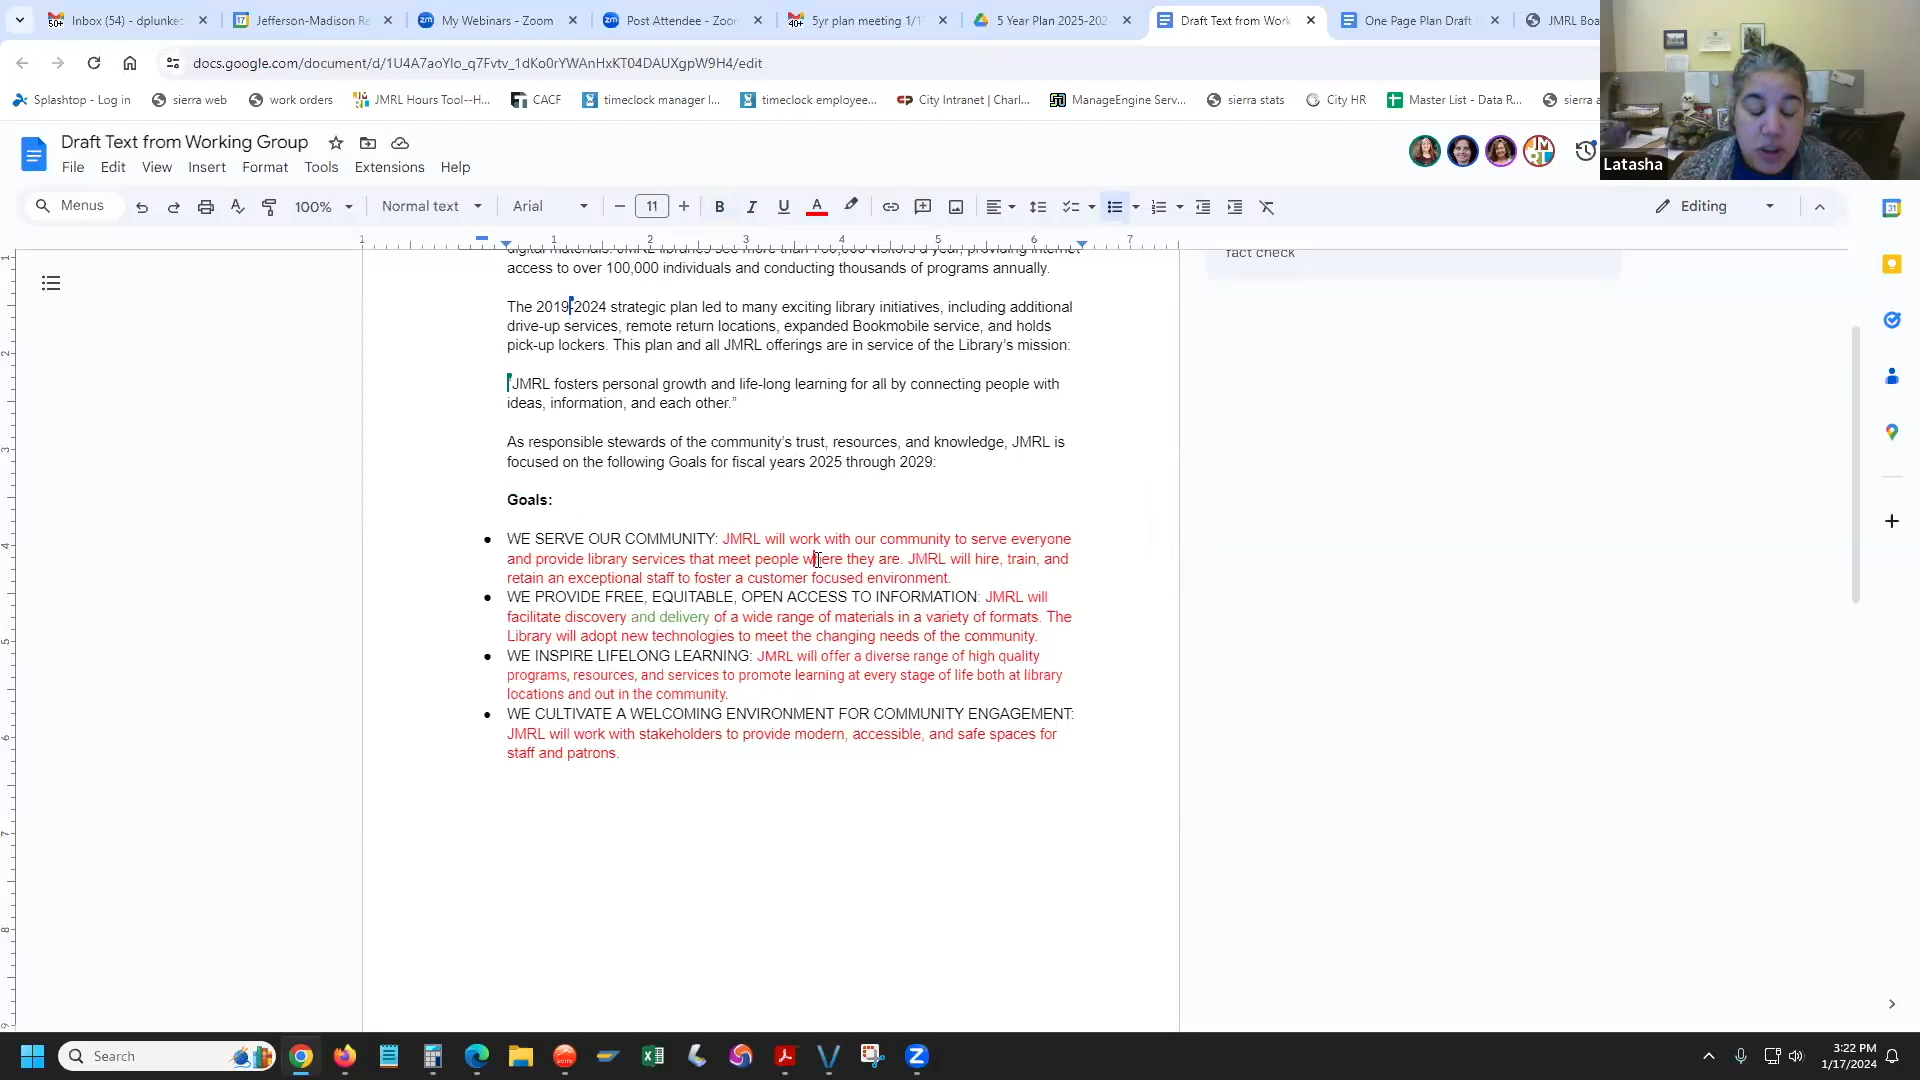 Inbox (54) - dplunke
Jefferson-Madison Re
My Webinars - Zoom
Post Attendee - Zoom
5yr plan meeting 1/1
5 Year Plan 2025-202
Draft Text from Work
One Page Plan Draft
JMRL Boa
docs.google.com/document/d/1U4A7aoYIo_q7Fvtv_1dKo0rYWAnHxKT04DAUXgpW9H4/edit
Splashtop - Log in
sierra web
work orders
JMRL Hours Tool--H...
CACF
timeclock manager l...
timeclock employee...
City Intranet | Charl...
ManageEngine Serv...
sierra stats
City HR
Master List - Data R...
sierra a
Latasha
Draft Text from Working Group
File Edit View Insert Format Tools Extensions Help
Menus 100% Normal text Arial 11 Editing
1 1 2 3 4 5 6 7
fact check
access to over 100,000 individuals and conducting thousands of programs annually.
The 2019-2024 strategic plan led to many exciting library initiatives, including additional
drive-up services, remote return locations, expanded Bookmobile service, and holds
pick-up lockers. This plan and all JMRL offerings are in service of the Library's mission:
"JMRL fosters personal growth and life-long learning for all by connecting people with
ideas, information, and each other."
As responsible stewards of the community's trust, resources, and knowledge, JMRL is
focused on the following Goals for fiscal years 2025 through 2029:
Goals:
● WE SERVE OUR COMMUNITY: JMRL will work with our community to serve everyone
and provide library services that meet people where they are. JMRL will hire, train, and
retain an exceptional staff to foster a customer focused environment.
● WE PROVIDE FREE, EQUITABLE, OPEN ACCESS TO INFORMATION: JMRL will
facilitate discovery and delivery of a wide range of materials in a variety of formats. The
Library will adopt new technologies to meet the changing needs of the community.
● WE INSPIRE LIFELONG LEARNING: JMRL will offer a diverse range of high quality
programs, resources, and services to promote learning at every stage of life both at library
locations and out in the community.
● WE CULTIVATE A WELCOMING ENVIRONMENT FOR COMMUNITY ENGAGEMENT:
JMRL will work with stakeholders to provide modern, accessible, and safe spaces for
staff and patrons.
Search
3:22 PM
1/17/2024